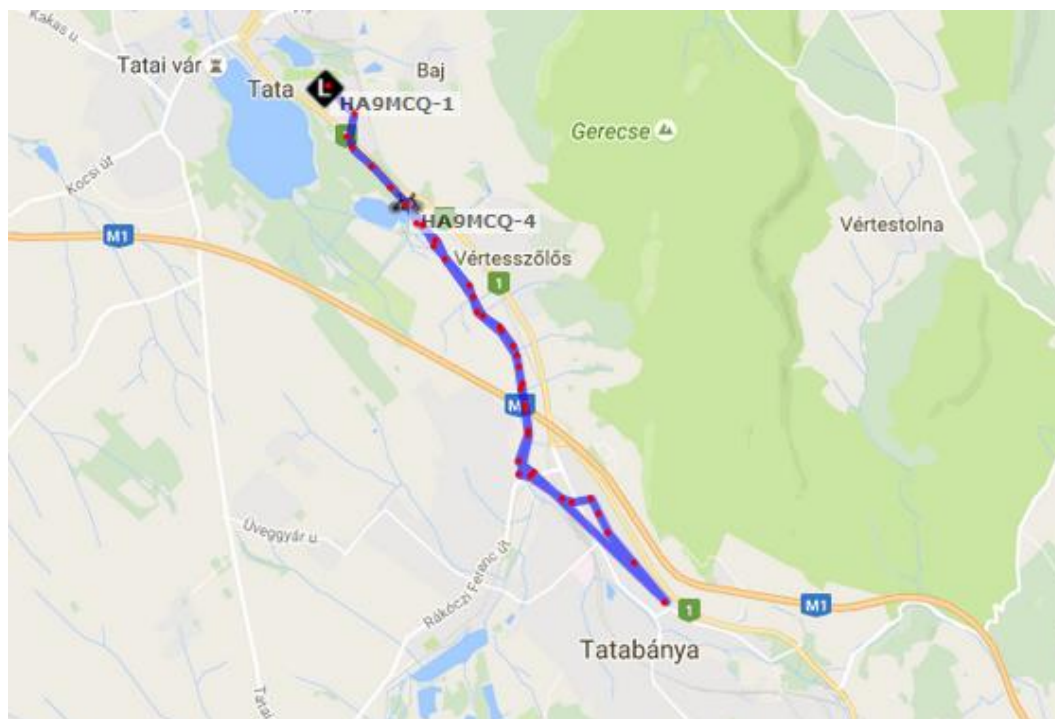 Kakas u.
Tatai vár
Tata
L
Baj
HA9MCQ-1
1
Gerecse
Kocsi út
HA9MCQ-4
Vértestolna
M1
Vértesszőlős
1
M1
Üveggyár u.
Rákóczi Ferenc út
M1
1
Tatabánya
Tatai